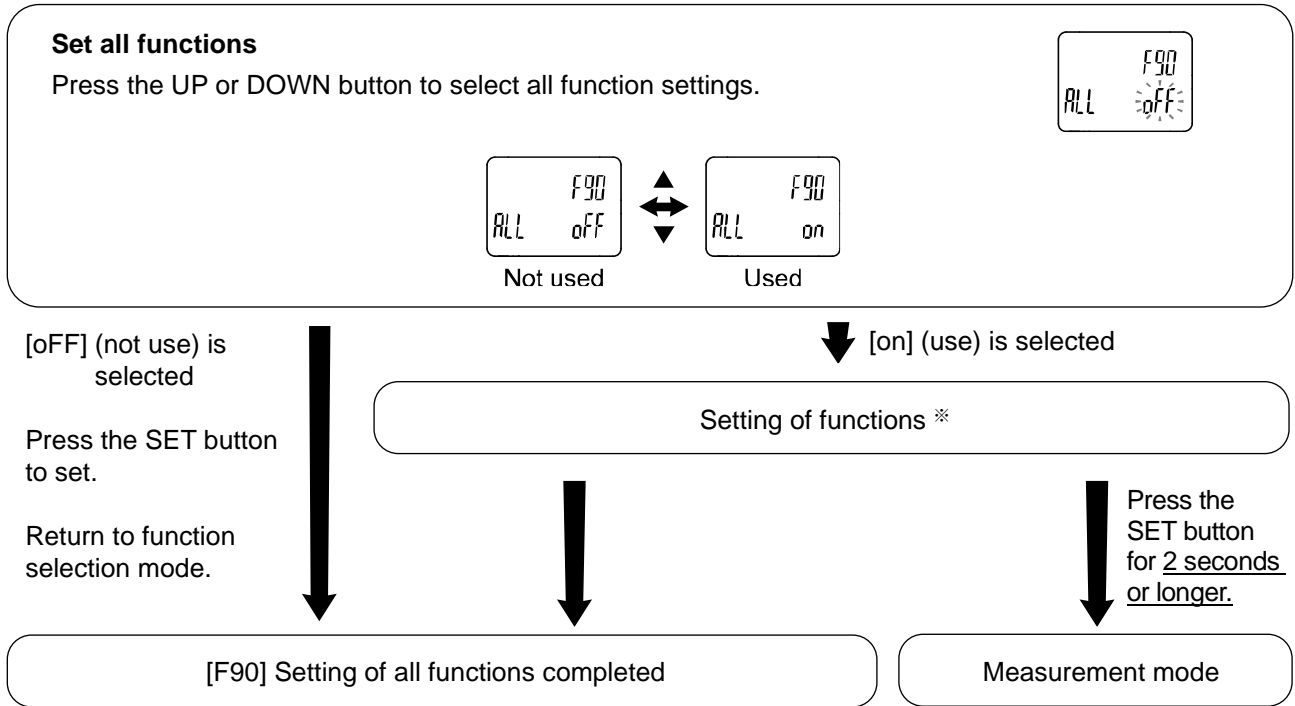 Set all functions
Press the UP or DOWN button to select all function settings.
F90
ALL oFF
F90
ALL oFF
F90
ALL on
Not used
Used
[oFF] (not use) is
selected
Press the SET button
to set.
Return to function
selection mode.
[on] (use) is selected
Setting of functions ※
Press the
SET button
for 2 seconds
or longer.
[F90] Setting of all functions completed
Measurement mode